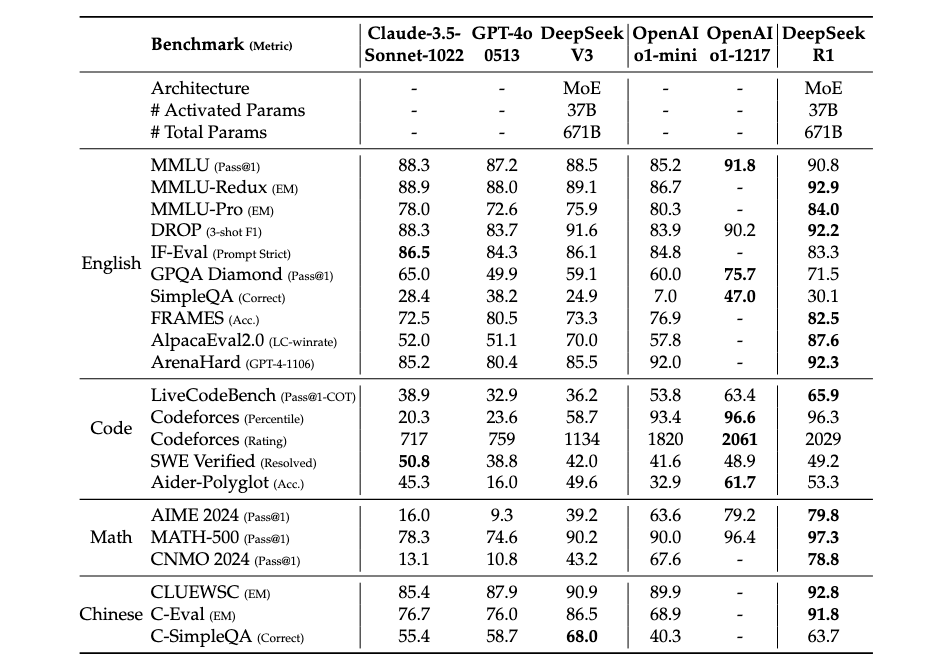 Benchmark (Metric) Claude-3.5-Sonnet-1022 GPT-4o 0513 DeepSeek V3 OpenAI o1-mini OpenAI o1-1217 DeepSeek R1
Architecture - - MoE - - MoE
# Activated Params - - 37B - - 37B
# Total Params - - 671B - - 671B
English
MMLU (Pass@1) 88.3 87.2 88.5 85.2 91.8 90.8
MMLU-Redux (EM) 88.9 88.0 89.1 86.7 - 92.9
MMLU-Pro (EM) 78.0 72.6 75.9 80.3 - 84.0
DROP (3-shot F1) 88.3 83.7 91.6 83.9 90.2 92.2
IF-Eval (Prompt Strict) 86.5 84.3 86.1 84.8 - 83.3
GPQA Diamond (Pass@1) 65.0 49.9 59.1 60.0 75.7 71.5
SimpleQA (Correct) 28.4 38.2 24.9 7.0 47.0 30.1
FRAMES (Acc.) 72.5 80.5 73.3 76.9 - 82.5
AlpacaEval2.0 (LC-winrate) 52.0 51.1 70.0 57.8 - 87.6
ArenaHard (GPT-4-1106) 85.2 80.4 85.5 92.0 - 92.3
Code
LiveCodeBench (Pass@1-COT) 38.9 32.9 36.2 53.8 63.4 65.9
Codeforces (Percentile) 20.3 23.6 58.7 93.4 96.6 96.3
Codeforces (Rating) 717 759 1134 1820 2061 2029
SWE Verified (Resolved) 50.8 38.8 42.0 41.6 48.9 49.2
Aider-Polyglot (Acc.) 45.3 16.0 49.6 32.9 61.7 53.3
Math
AIME 2024 (Pass@1) 16.0 9.3 39.2 63.6 79.2 79.8
MATH-500 (Pass@1) 78.3 74.6 90.2 90.0 96.4 97.3
CNMO 2024 (Pass@1) 13.1 10.8 43.2 67.6 - 78.8
Chinese
CLUEWSC (EM) 85.4 87.9 90.9 89.9 - 92.8
C-Eval (EM) 76.7 76.0 86.5 68.9 - 91.8
C-SimpleQA (Correct) 55.4 58.7 68.0 40.3 - 63.7